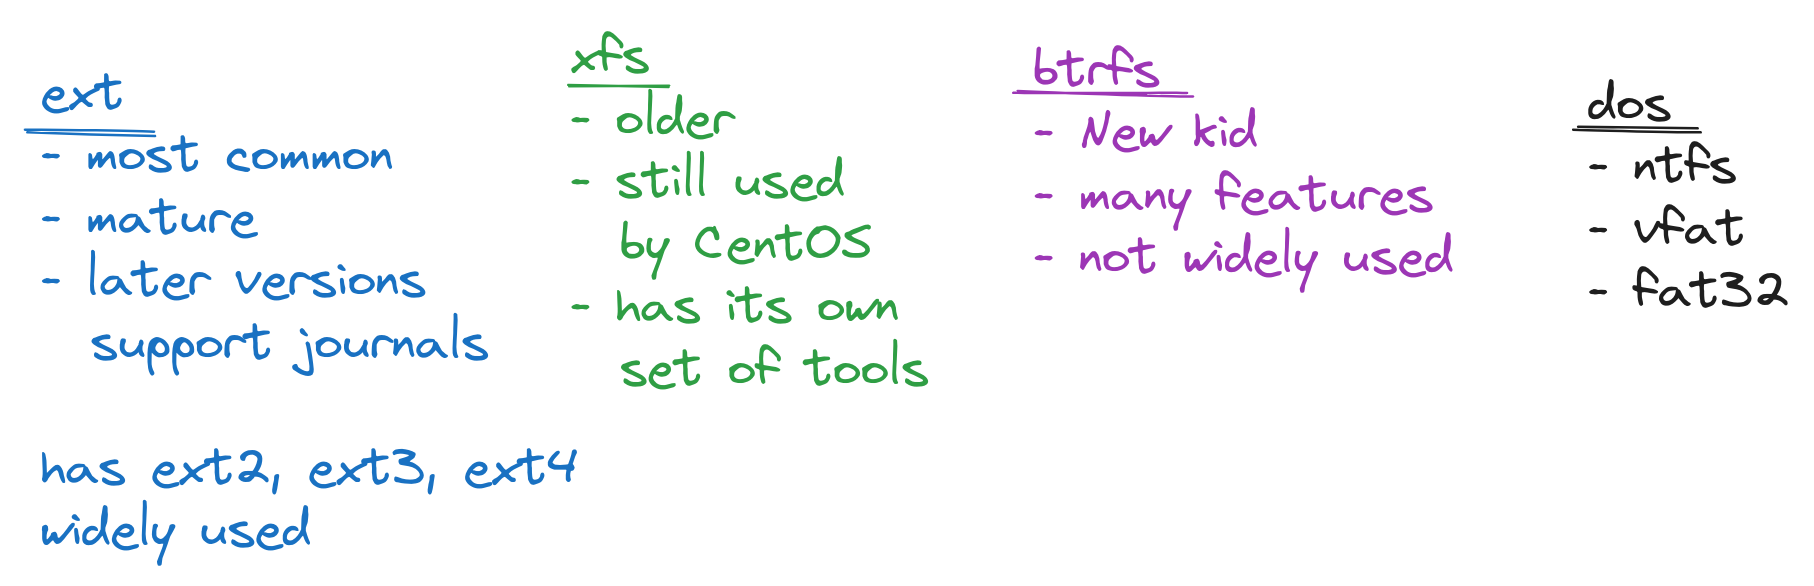 ext
- most common
- mature
- later versions
support journals
has ext2, ext3, ext4
widely used
xfs
- older
- still used
by CentOS
- has its own
set of tools
btrfs
- New kid
- many features
- not widely used
dos
- ntfs
- vfat
- fat32